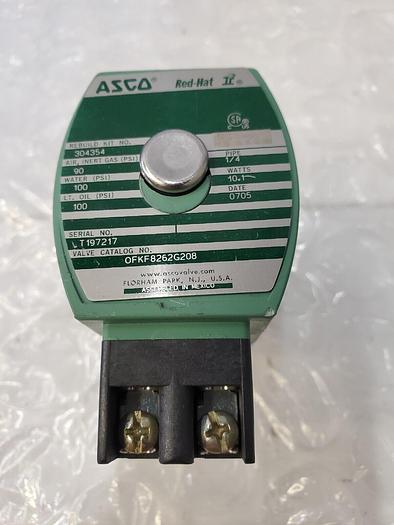 ASCO® Red-Hat II®
SA
REBUILD KIT NO.
304354
AIR, INERT GAS (PSI)
90
WATER (PSI)
100
LT. OIL (PSI)
100
PIPE
1/4
WATTS
10.1
DATE
0705
SERIAL NO.
T197217
VALVE CATALOG NO.
OFKF8262G208
www.ascovalve.com
FLORHAM PARK, N.J., U.S.A.
ASSEMBLED IN MEXICO